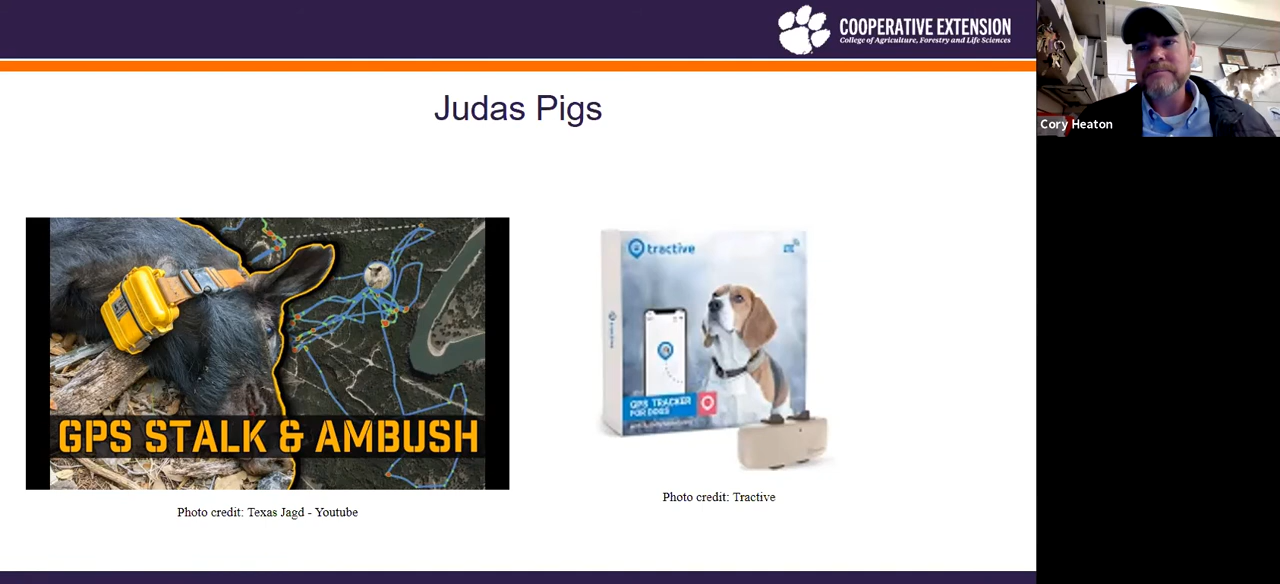 COOPERATIVE EXTENSION
College of Agriculture, Forestry and Life Sciences
Cory Heaton
Judas Pigs
tractive
GPS TRACKER
FOR DOGS
GPS STALK & AMBUSH
Photo credit: Texas Jagd - Youtube
Photo credit: Tractive